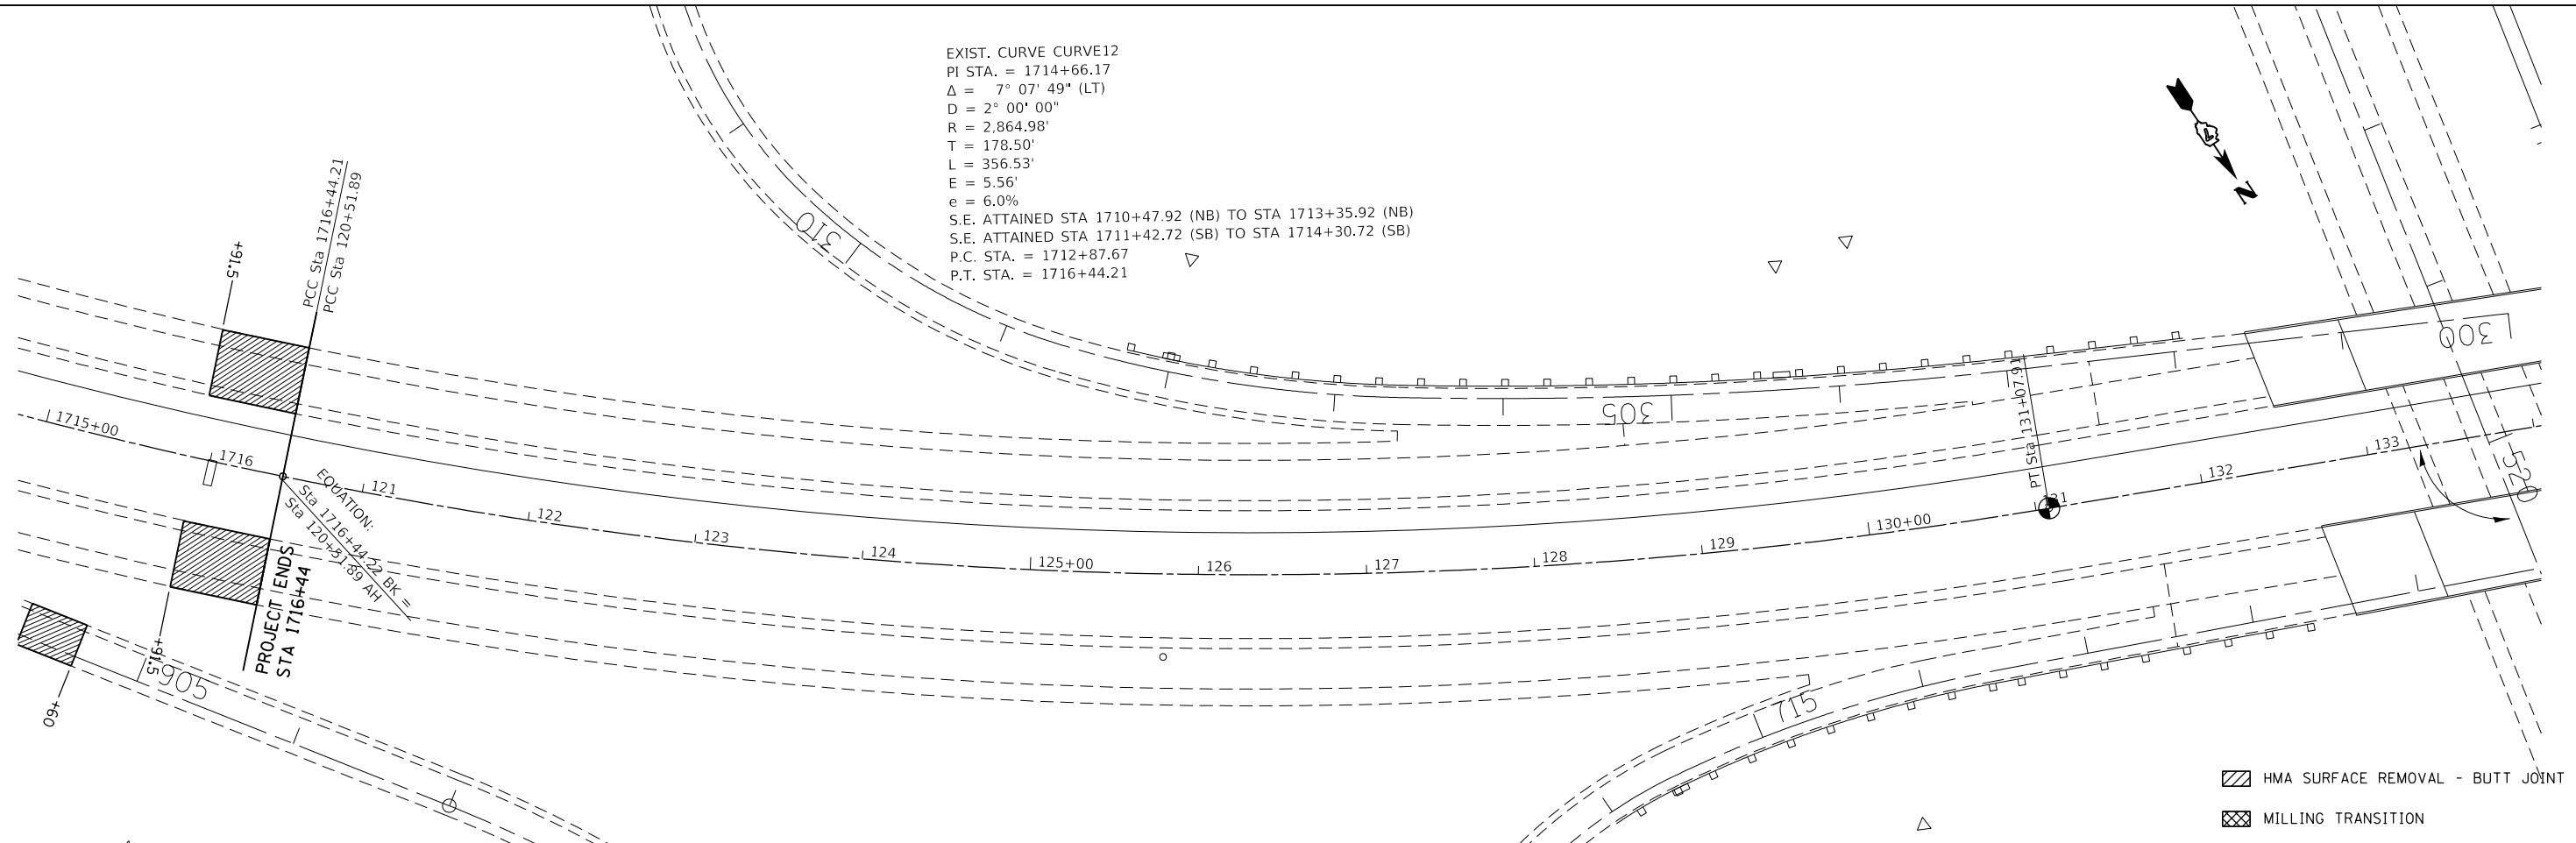 EXIST. CURVE CURVE12
PI STA. = 1714+66.17
Δ = 7° 07' 49" (LT)
D = 2° 00' 00"
R = 2,864.98'
T = 178.50'
L = 356.53'
E = 5.56'
e = 6.0%
S.E. ATTAINED STA 1710+47.92 (NB) TO STA 1713+35.92 (NB)
S.E. ATTAINED STA 1711+42.72 (SB) TO STA 1714+30.72 (SB)
P.C. STA. = 1712+87.67
P.T. STA. = 1716+44.21
N
PCC Sta 1716+44.21
PCC Sta 120+51.89
+91.5
310
300
305
PT Sta 131+07.91
1715+00
1716
121
122
123
124
125+00
126
127
128
129
130+00
131
132
133
520
EQUATION:
Sta 1716+44.22 BK =
Sta 120+51.89 AH
PROJECT ENDS
STA 1716+44
+91.5
905
+60
715
HMA SURFACE REMOVAL - BUTT JOINT
MILLING TRANSITION